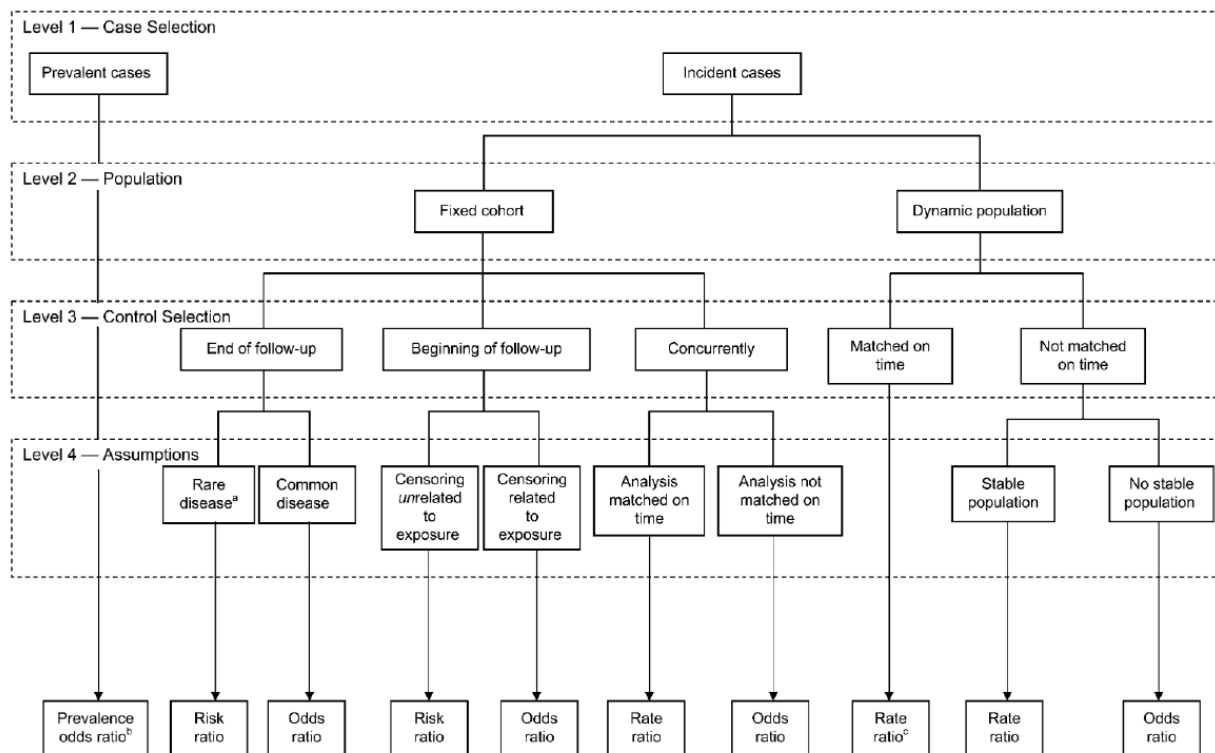 Level 1 — Case Selection
Prevalent cases
Incident cases
Level 2 — Population
Fixed cohort
Dynamic population
Level 3 — Control Selection
End of follow-up
Beginning of follow-up
Concurrently
Matched on
time
Not matched
on time
Level 4 — Assumptions
Rare
diseaseᵃ
Common
disease
Censoring
unrelated
to
exposure
Censoring
related
to
exposure
Analysis
matched on
time
Analysis not
matched on
time
Stable
population
No stable
population
Prevalence
odds ratioᵇ
Risk
ratio
Odds
ratio
Risk
ratio
Odds
ratio
Rate
ratio
Odds
ratio
Rate
ratioᶜ
Rate
ratio
Odds
ratio